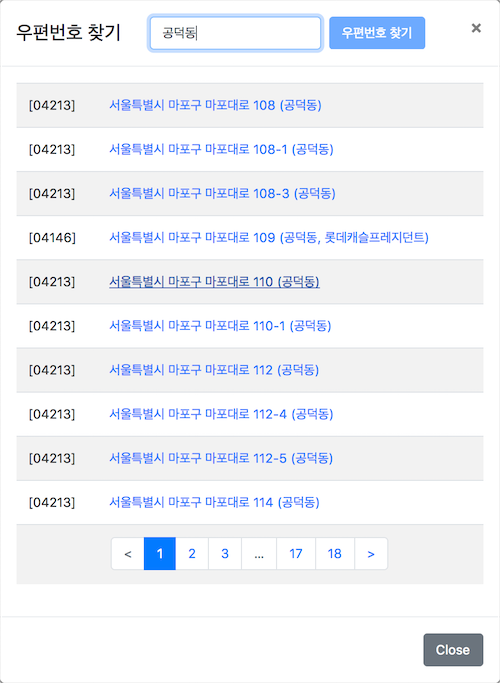 우편번호 찾기 공덕동 우편번호 찾기 ×
[04213] 서울특별시 마포구 마포대로 108 (공덕동)
[04213] 서울특별시 마포구 마포대로 108-1 (공덕동)
[04213] 서울특별시 마포구 마포대로 108-3 (공덕동)
[04146] 서울특별시 마포구 마포대로 109 (공덕동, 롯데캐슬프레지던트)
[04213] 서울특별시 마포구 마포대로 110 (공덕동)
[04213] 서울특별시 마포구 마포대로 110-1 (공덕동)
[04213] 서울특별시 마포구 마포대로 112 (공덕동)
[04213] 서울특별시 마포구 마포대로 112-4 (공덕동)
[04213] 서울특별시 마포구 마포대로 112-5 (공덕동)
[04213] 서울특별시 마포구 마포대로 114 (공덕동)
< 1 2 3 ... 17 18 >
Close